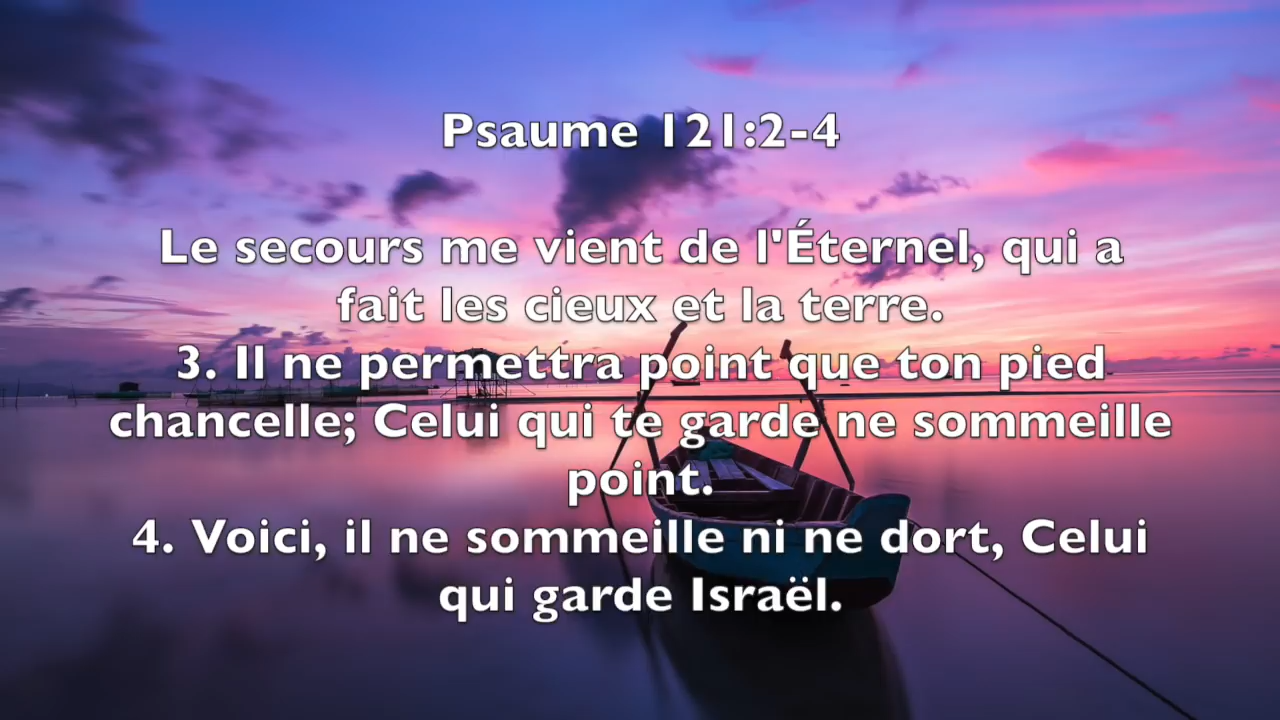 Psaume 121:2-4
Le secours me vient de l'Éternel, qui a
fait les cieux et la terre.
3. Il ne permettra point que ton pied
chancelle; Celui qui te garde ne sommeille
point.
4. Voici, il ne sommeille ni ne dort, Celui
qui garde Israël.